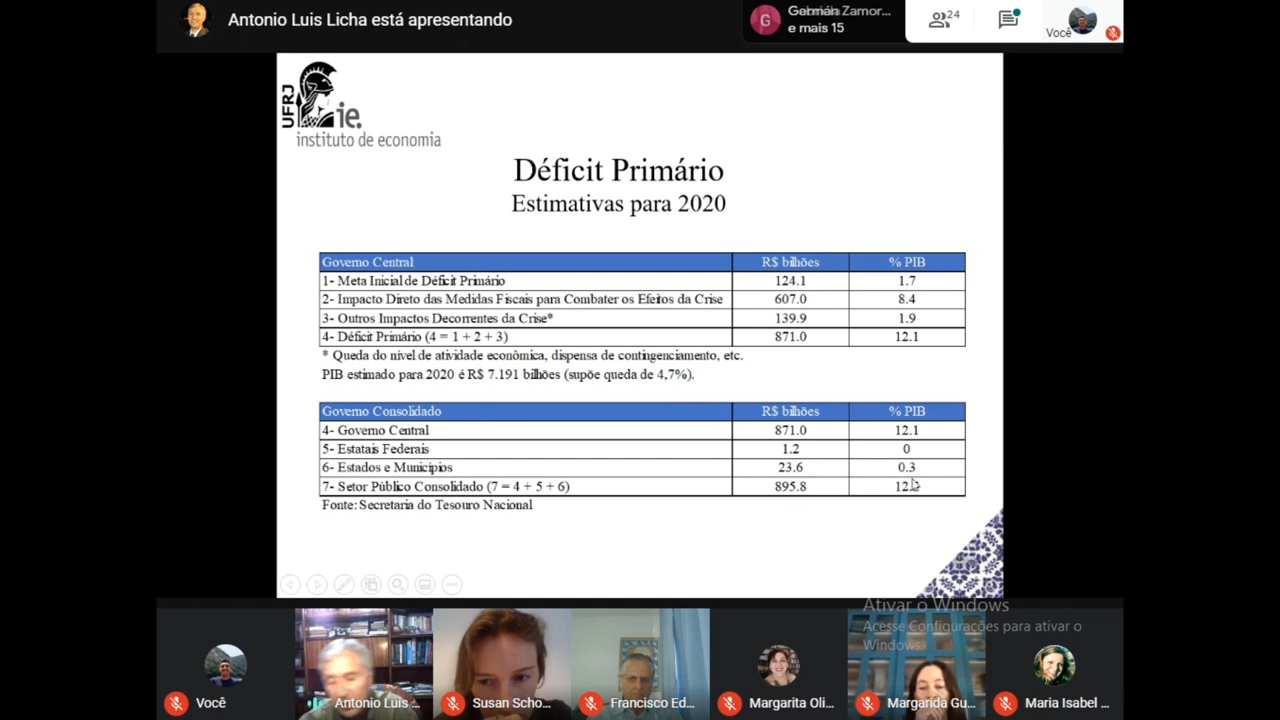 Antonio Luis Licha está apresentando
G
Germán Zamor...
e mais 15
24
Você
UFRJ
ie.
instituto de economia
Déficit Primário
Estimativas para 2020
Governo Central R$ bilhões % PIB
1- Meta Inicial de Déficit Primário 124.1 1.7
2- Impacto Direto das Medidas Fiscais para Combater os Efeitos da Crise 607.0 8.4
3- Outros Impactos Decorrentes da Crise* 139.9 1.9
4- Déficit Primário (4 = 1 + 2 + 3) 871.0 12.1
* Queda do nível de atividade econômica, dispensa de contingenciamento, etc.
PIB estimado para 2020 é R$ 7.191 bilhões (supõe queda de 4,7%).
Governo Consolidado R$ bilhões % PIB
4- Governo Central 871.0 12.1
5- Estatais Federais 1.2 0
6- Estados e Municípios 23.6 0.3
7- Setor Público Consolidado (7 = 4 + 5 + 6) 895.8
Fonte: Secretaria do Tesouro Nacional
Ativar o Windows
Acesse Configurações para ativar o
Windows.
Você
Antonio Luis ...
Susan Scho...
Francisco Ed...
Margarita Oli...
Margarida Gu...
Maria Isabel ...